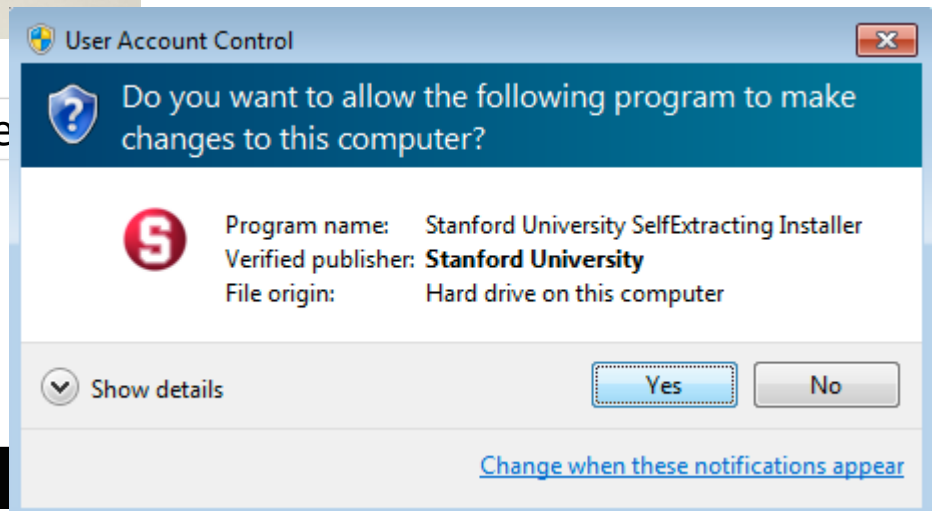 User Account Control
Do you want to allow the following program to make
changes to this computer?
e
S
Program name: Stanford University SelfExtracting Installer
Verified publisher: Stanford University
File origin: Hard drive on this computer
Show details
Yes
No
Change when these notifications appear